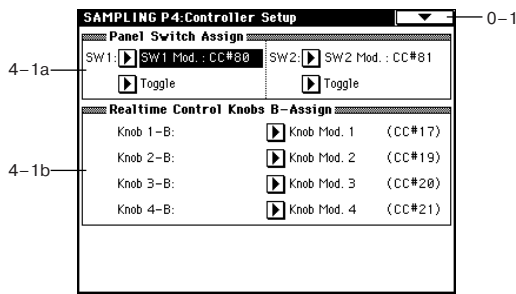 SAMPLING P4:Controller Setup
0-1
Panel Switch Assign
SW1: SW1 Mod. : CC#80 SW2: SW2 Mod. : CC#81
4-1a
Toggle Toggle
Realtime Control Knobs B-Assign
Knob 1-B: Knob Mod. 1 (CC#17)
Knob 2-B: Knob Mod. 2 (CC#19)
4-1b
Knob 3-B: Knob Mod. 3 (CC#20)
Knob 4-B: Knob Mod. 4 (CC#21)